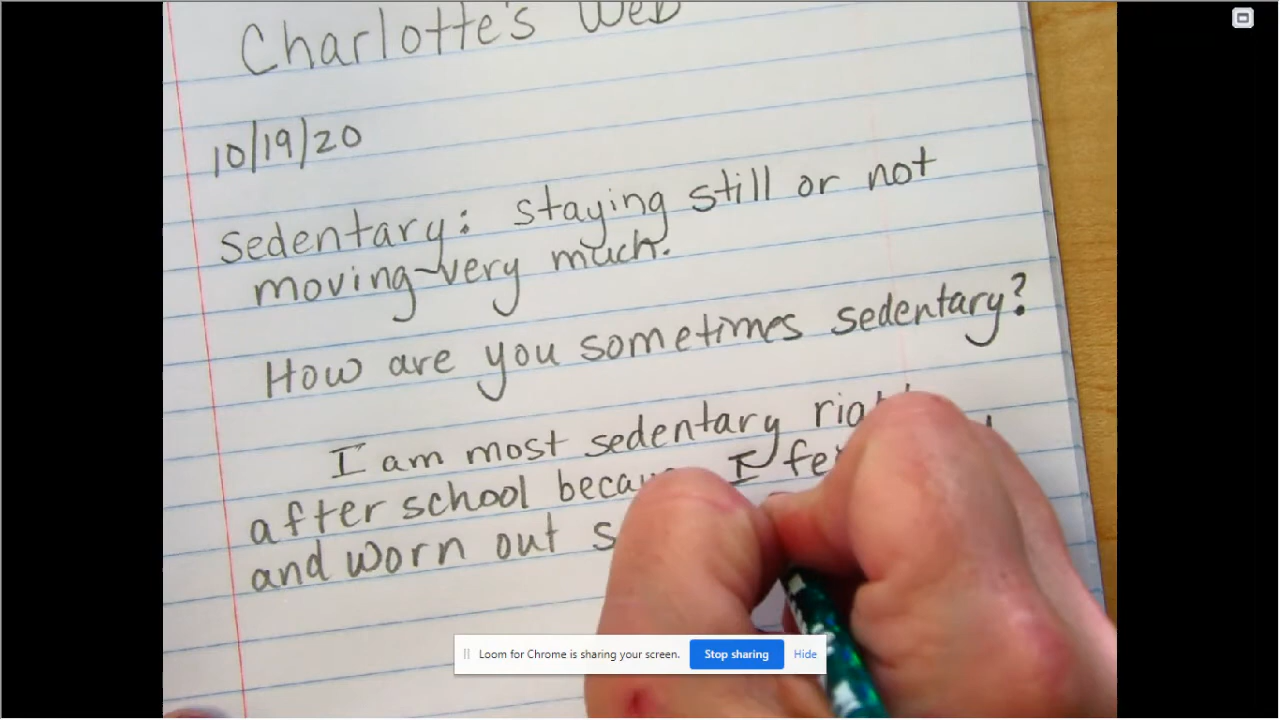 Charlotte's Web
10/19/20
sedentary: staying still or not
moving very much.
How are you sometimes sedentary?
I am most sedentary
after school I
and worn out
Loom for Chrome is sharing your screen. Stop sharing Hide